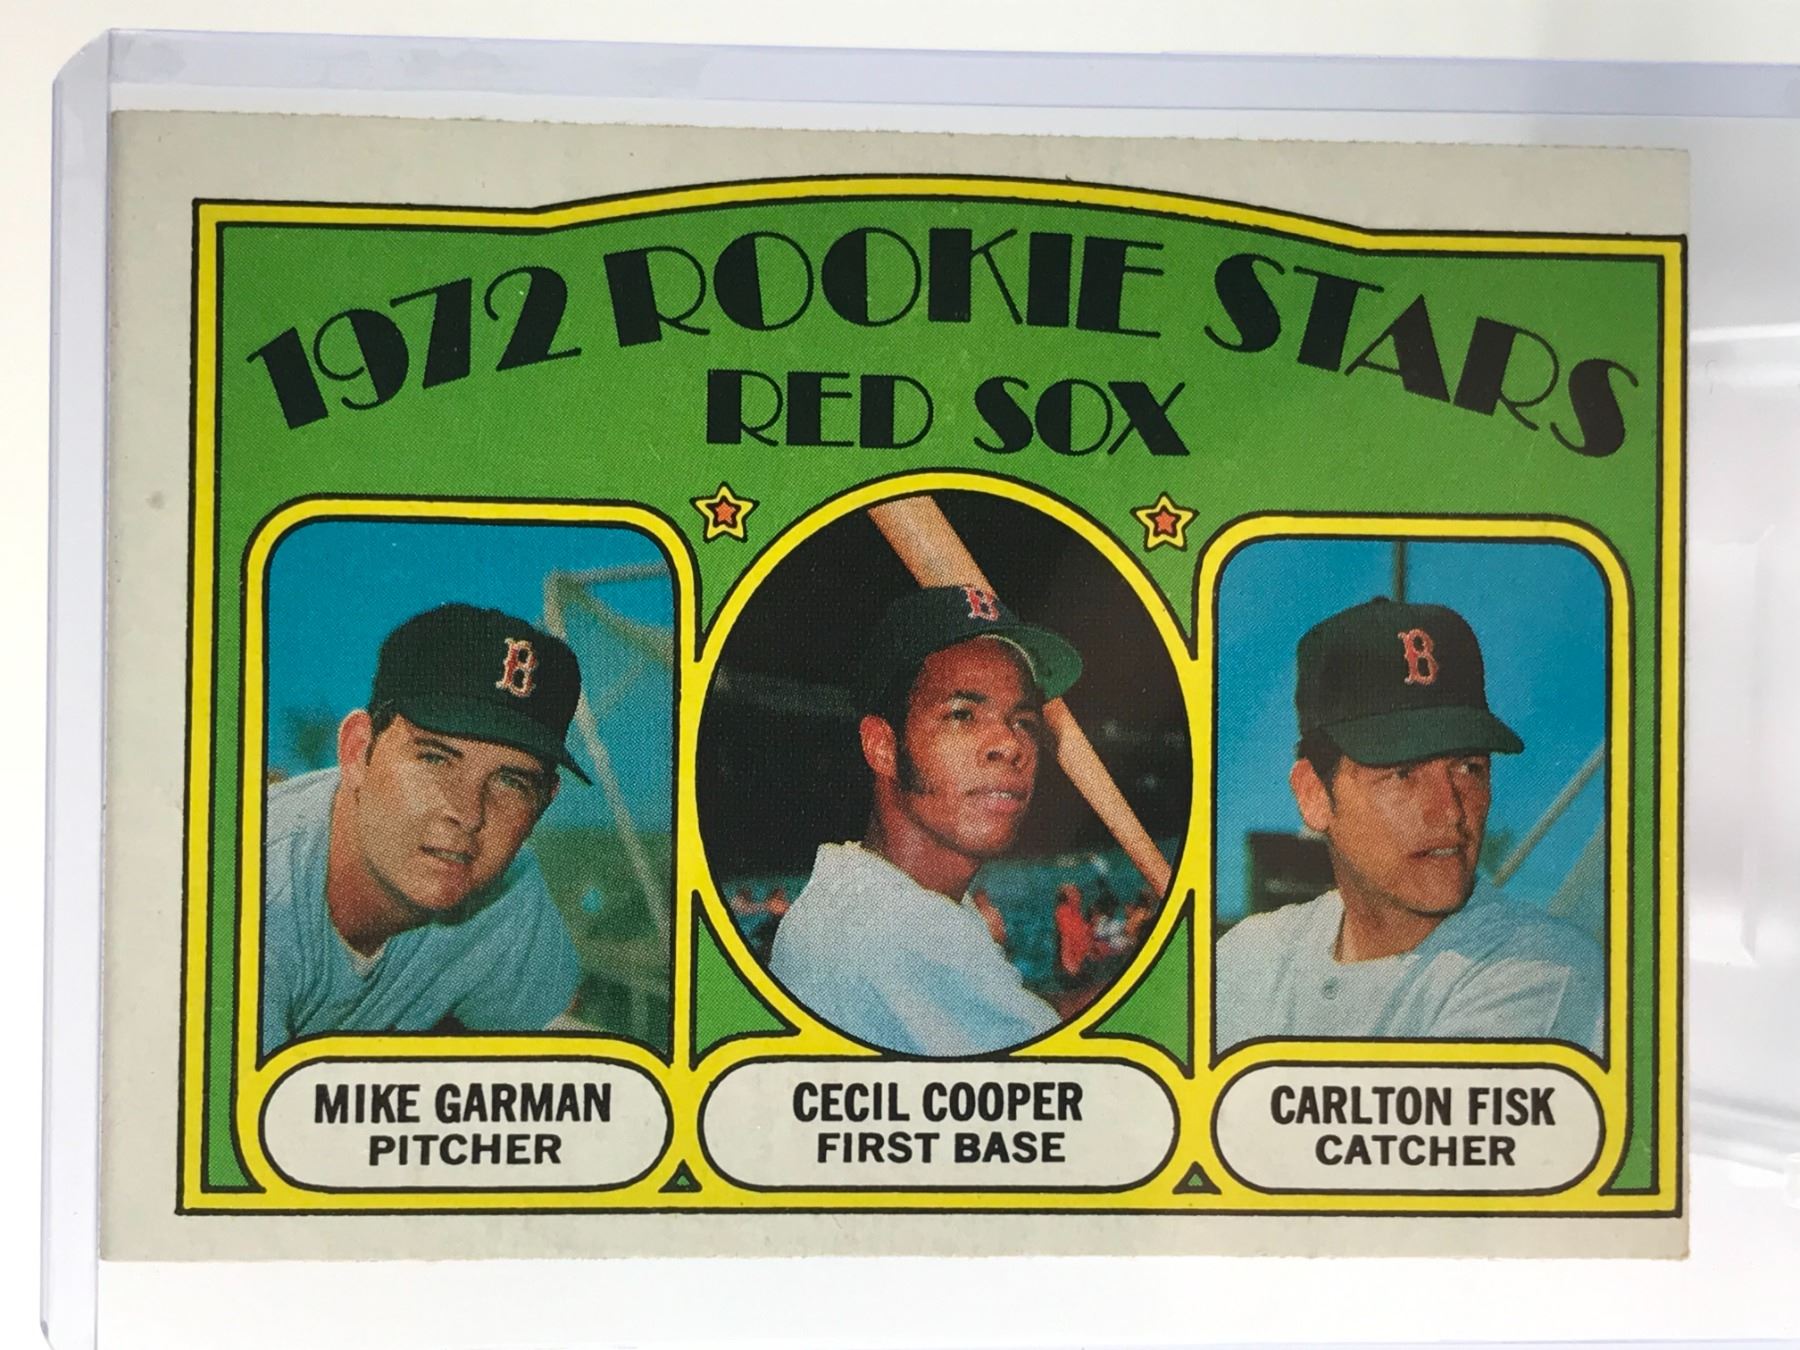 1972 ROOKIE STARS
RED SOX
B
B
B
MIKE GARMAN
PITCHER
CECIL COOPER
FIRST BASE
CARLTON FISK
CATCHER